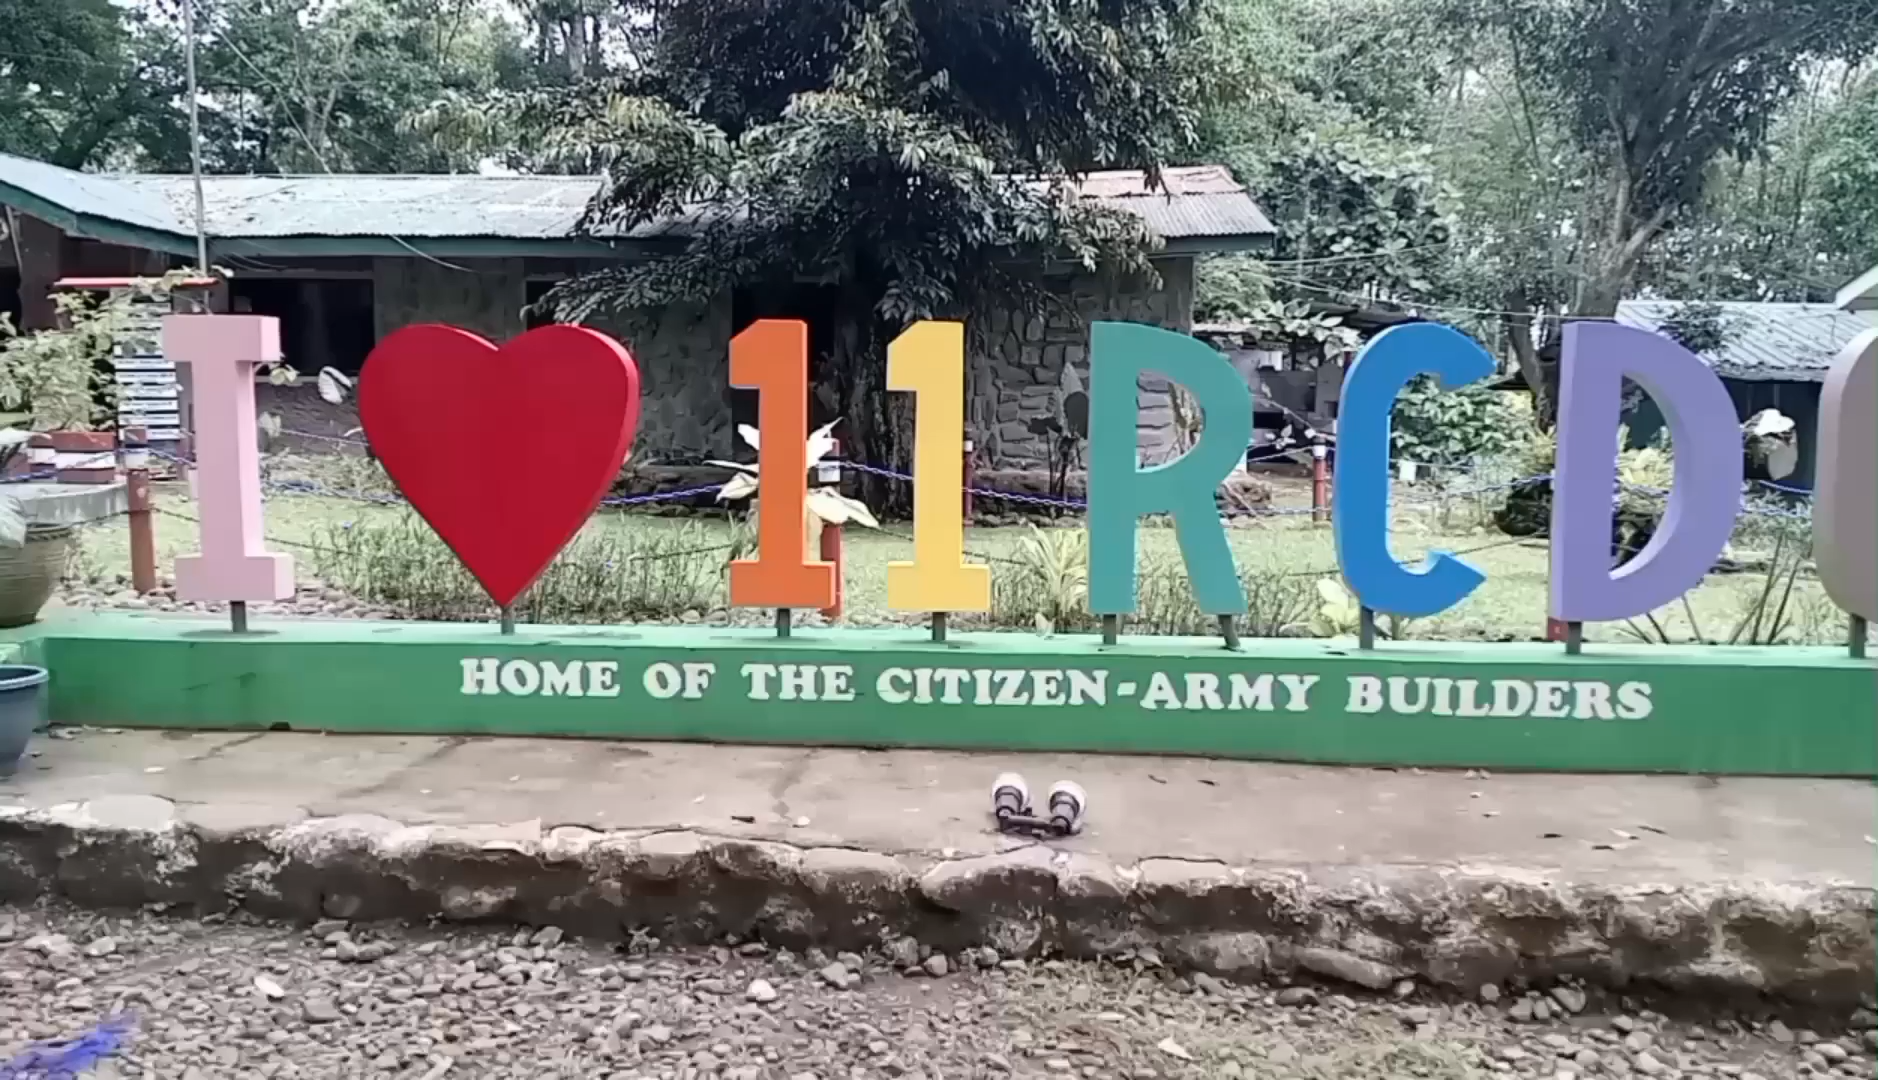 I ❤ 11RCD
HOME OF THE CITIZEN-ARMY BUILDERS